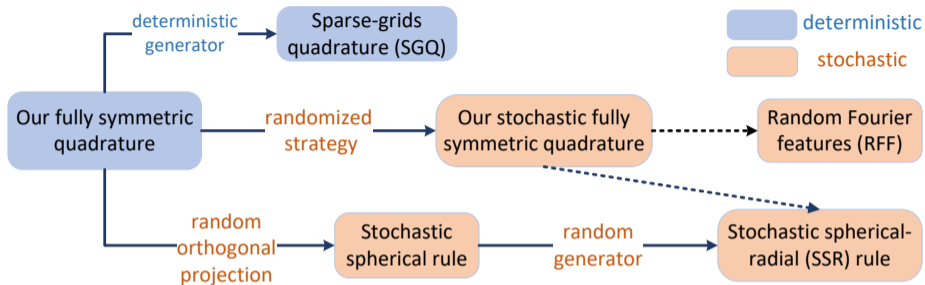 deterministic
generator
Sparse-grids
quadrature (SGQ)
deterministic
stochastic
Our fully symmetric
quadrature
randomized
strategy
Our stochastic fully
symmetric quadrature
Random Fourier
features (RFF)
random
orthogonal
projection
Stochastic
spherical rule
random
generator
Stochastic spherical-
radial (SSR) rule